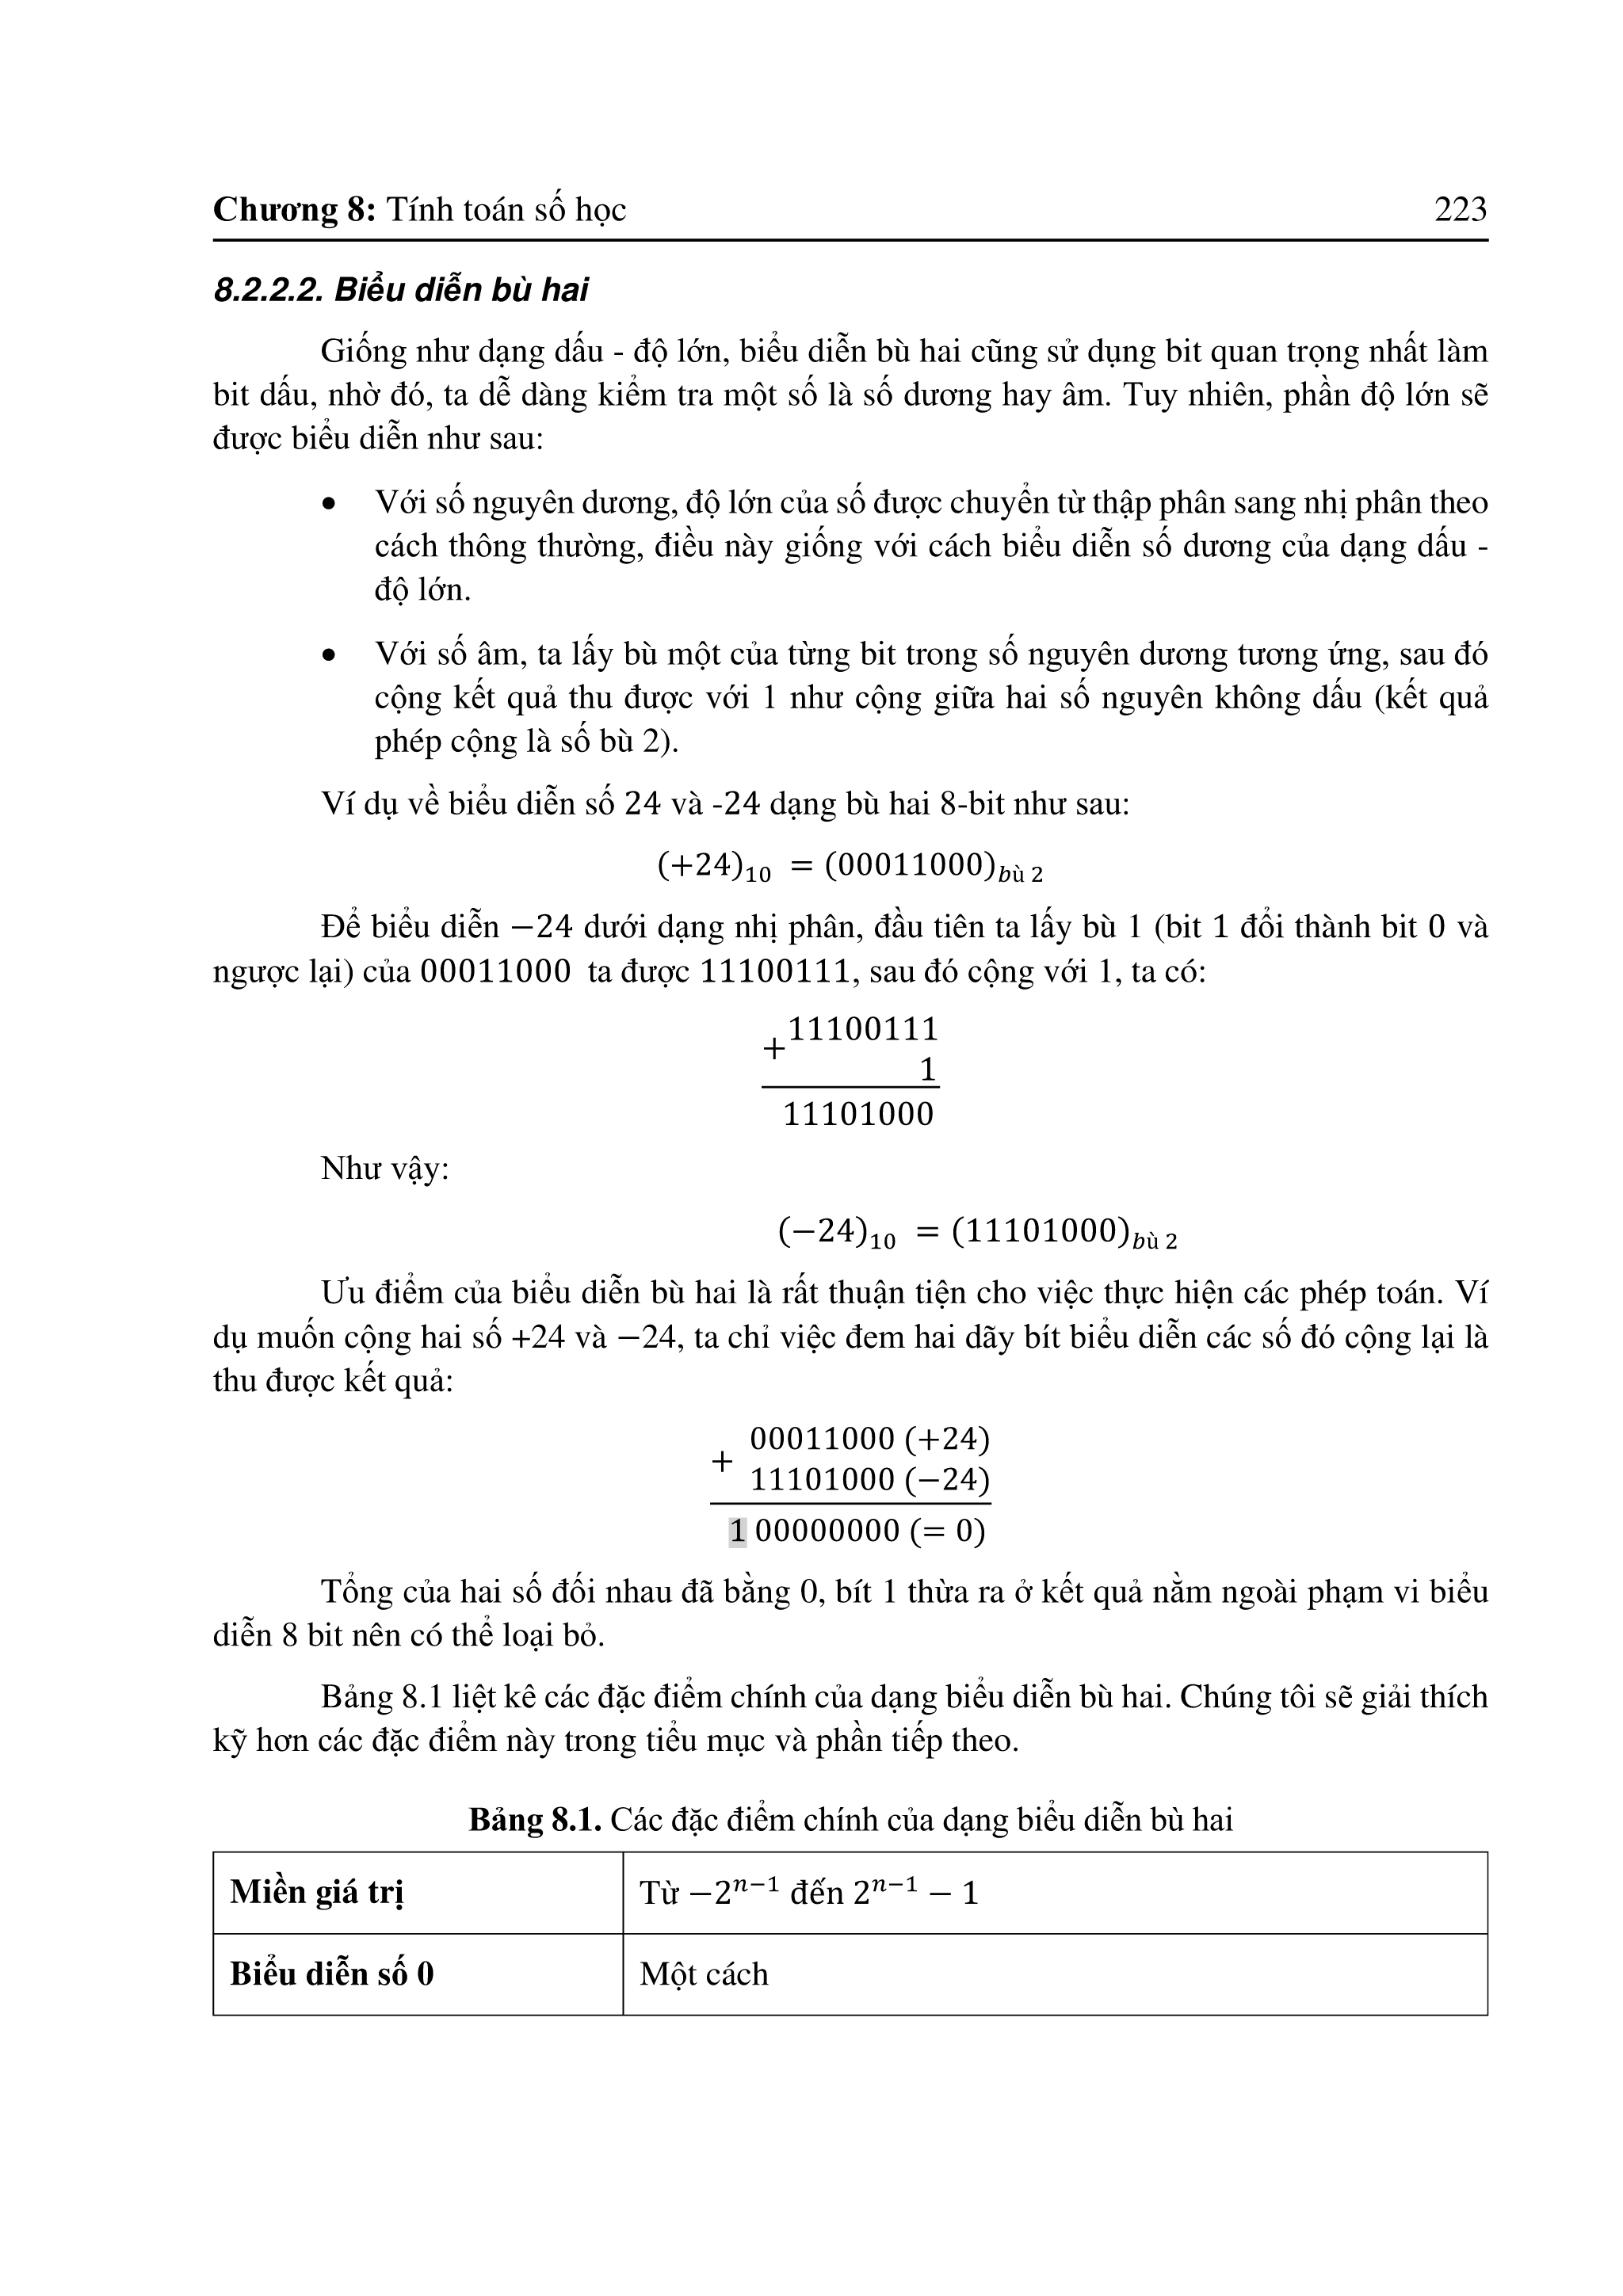 Chương 8: Tính toán số học 223
8.2.2.2. Biểu diễn bù hai
Giống như dạng dấu - độ lớn, biểu diễn bù hai cũng sử dụng bit quan trọng nhất làm
bit dấu, nhờ đó, ta dễ dàng kiểm tra một số là số dương hay âm. Tuy nhiên, phần độ lớn sẽ
được biểu diễn như sau:
• Với số nguyên dương, độ lớn của số được chuyển từ thập phân sang nhị phân theo
cách thông thường, điều này giống với cách biểu diễn số dương của dạng dấu -
độ lớn.
• Với số âm, ta lấy bù một của từng bit trong số nguyên dương tương ứng, sau đó
cộng kết quả thu được với 1 như cộng giữa hai số nguyên không dấu (kết quả
phép cộng là số bù 2).
Ví dụ về biểu diễn số 24 và -24 dạng bù hai 8-bit như sau:
(+24)₁₀ = (00011000)bù 2
Để biểu diễn −24 dưới dạng nhị phân, đầu tiên ta lấy bù 1 (bit 1 đổi thành bit 0 và
ngược lại) của 00011000 ta được 11100111, sau đó cộng với 1, ta có:
11100111
+
1
11101000
Như vậy:
(−24)₁₀ = (11101000)bù 2
Ưu điểm của biểu diễn bù hai là rất thuận tiện cho việc thực hiện các phép toán. Ví
dụ muốn cộng hai số +24 và −24, ta chỉ việc đem hai dãy bít biểu diễn các số đó cộng lại là
thu được kết quả:
00011000 (+24)
+
11101000 (−24)
1 00000000 (= 0)
Tổng của hai số đối nhau đã bằng 0, bít 1 thừa ra ở kết quả nằm ngoài phạm vi biểu
diễn 8 bit nên có thể loại bỏ.
Bảng 8.1 liệt kê các đặc điểm chính của dạng biểu diễn bù hai. Chúng tôi sẽ giải thích
kỹ hơn các đặc điểm này trong tiểu mục và phần tiếp theo.
Bảng 8.1. Các đặc điểm chính của dạng biểu diễn bù hai
Miền giá trị Từ −2ⁿ⁻¹ đến 2ⁿ⁻¹ − 1
Biểu diễn số 0 Một cách